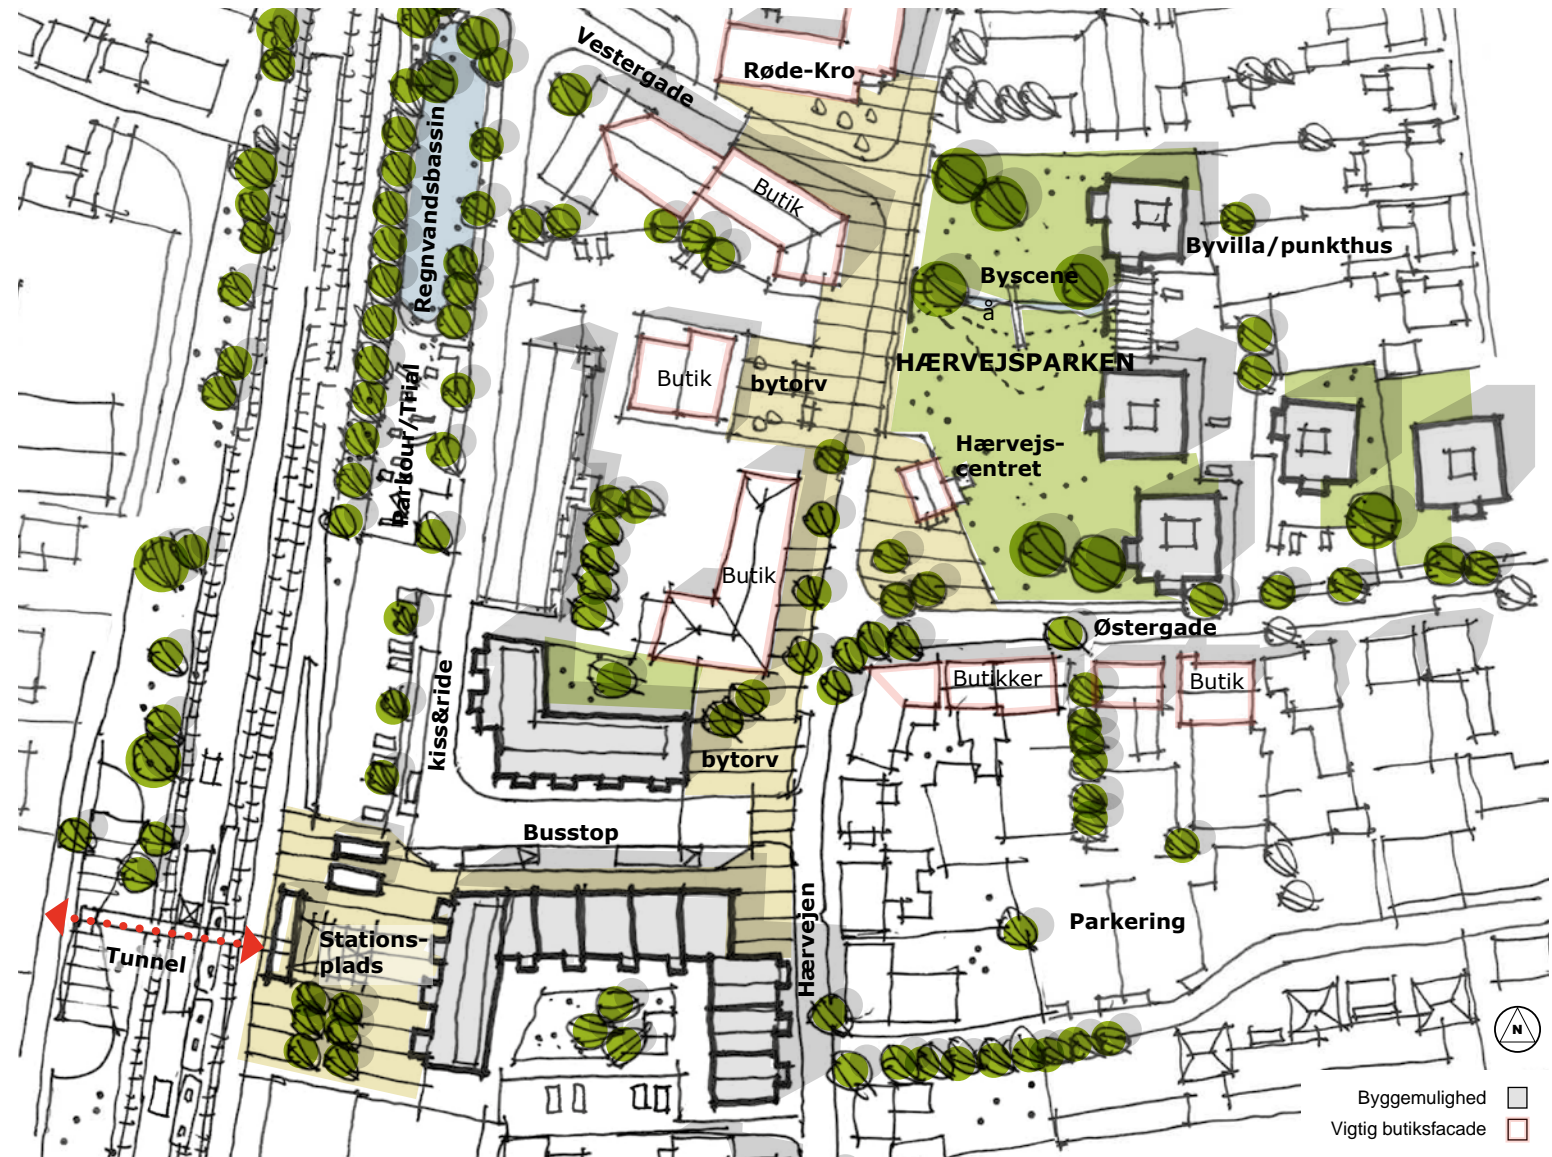 Vestergade
Røde-Kro
Regnvandsbassin
Butik
Byvilla/punkthus
Byscene
å
HÆRVEJSPARKEN
Butik
bytorv
Parkour/Trial
Hærvejs-
centret
Butik
Østergade
kiss&ride
Butikker
Butik
bytorv
Busstop
Hærvejen
Parkering
Stations-
plads
Tunnel
N
Byggemulighed
Vigtig butiksfacade